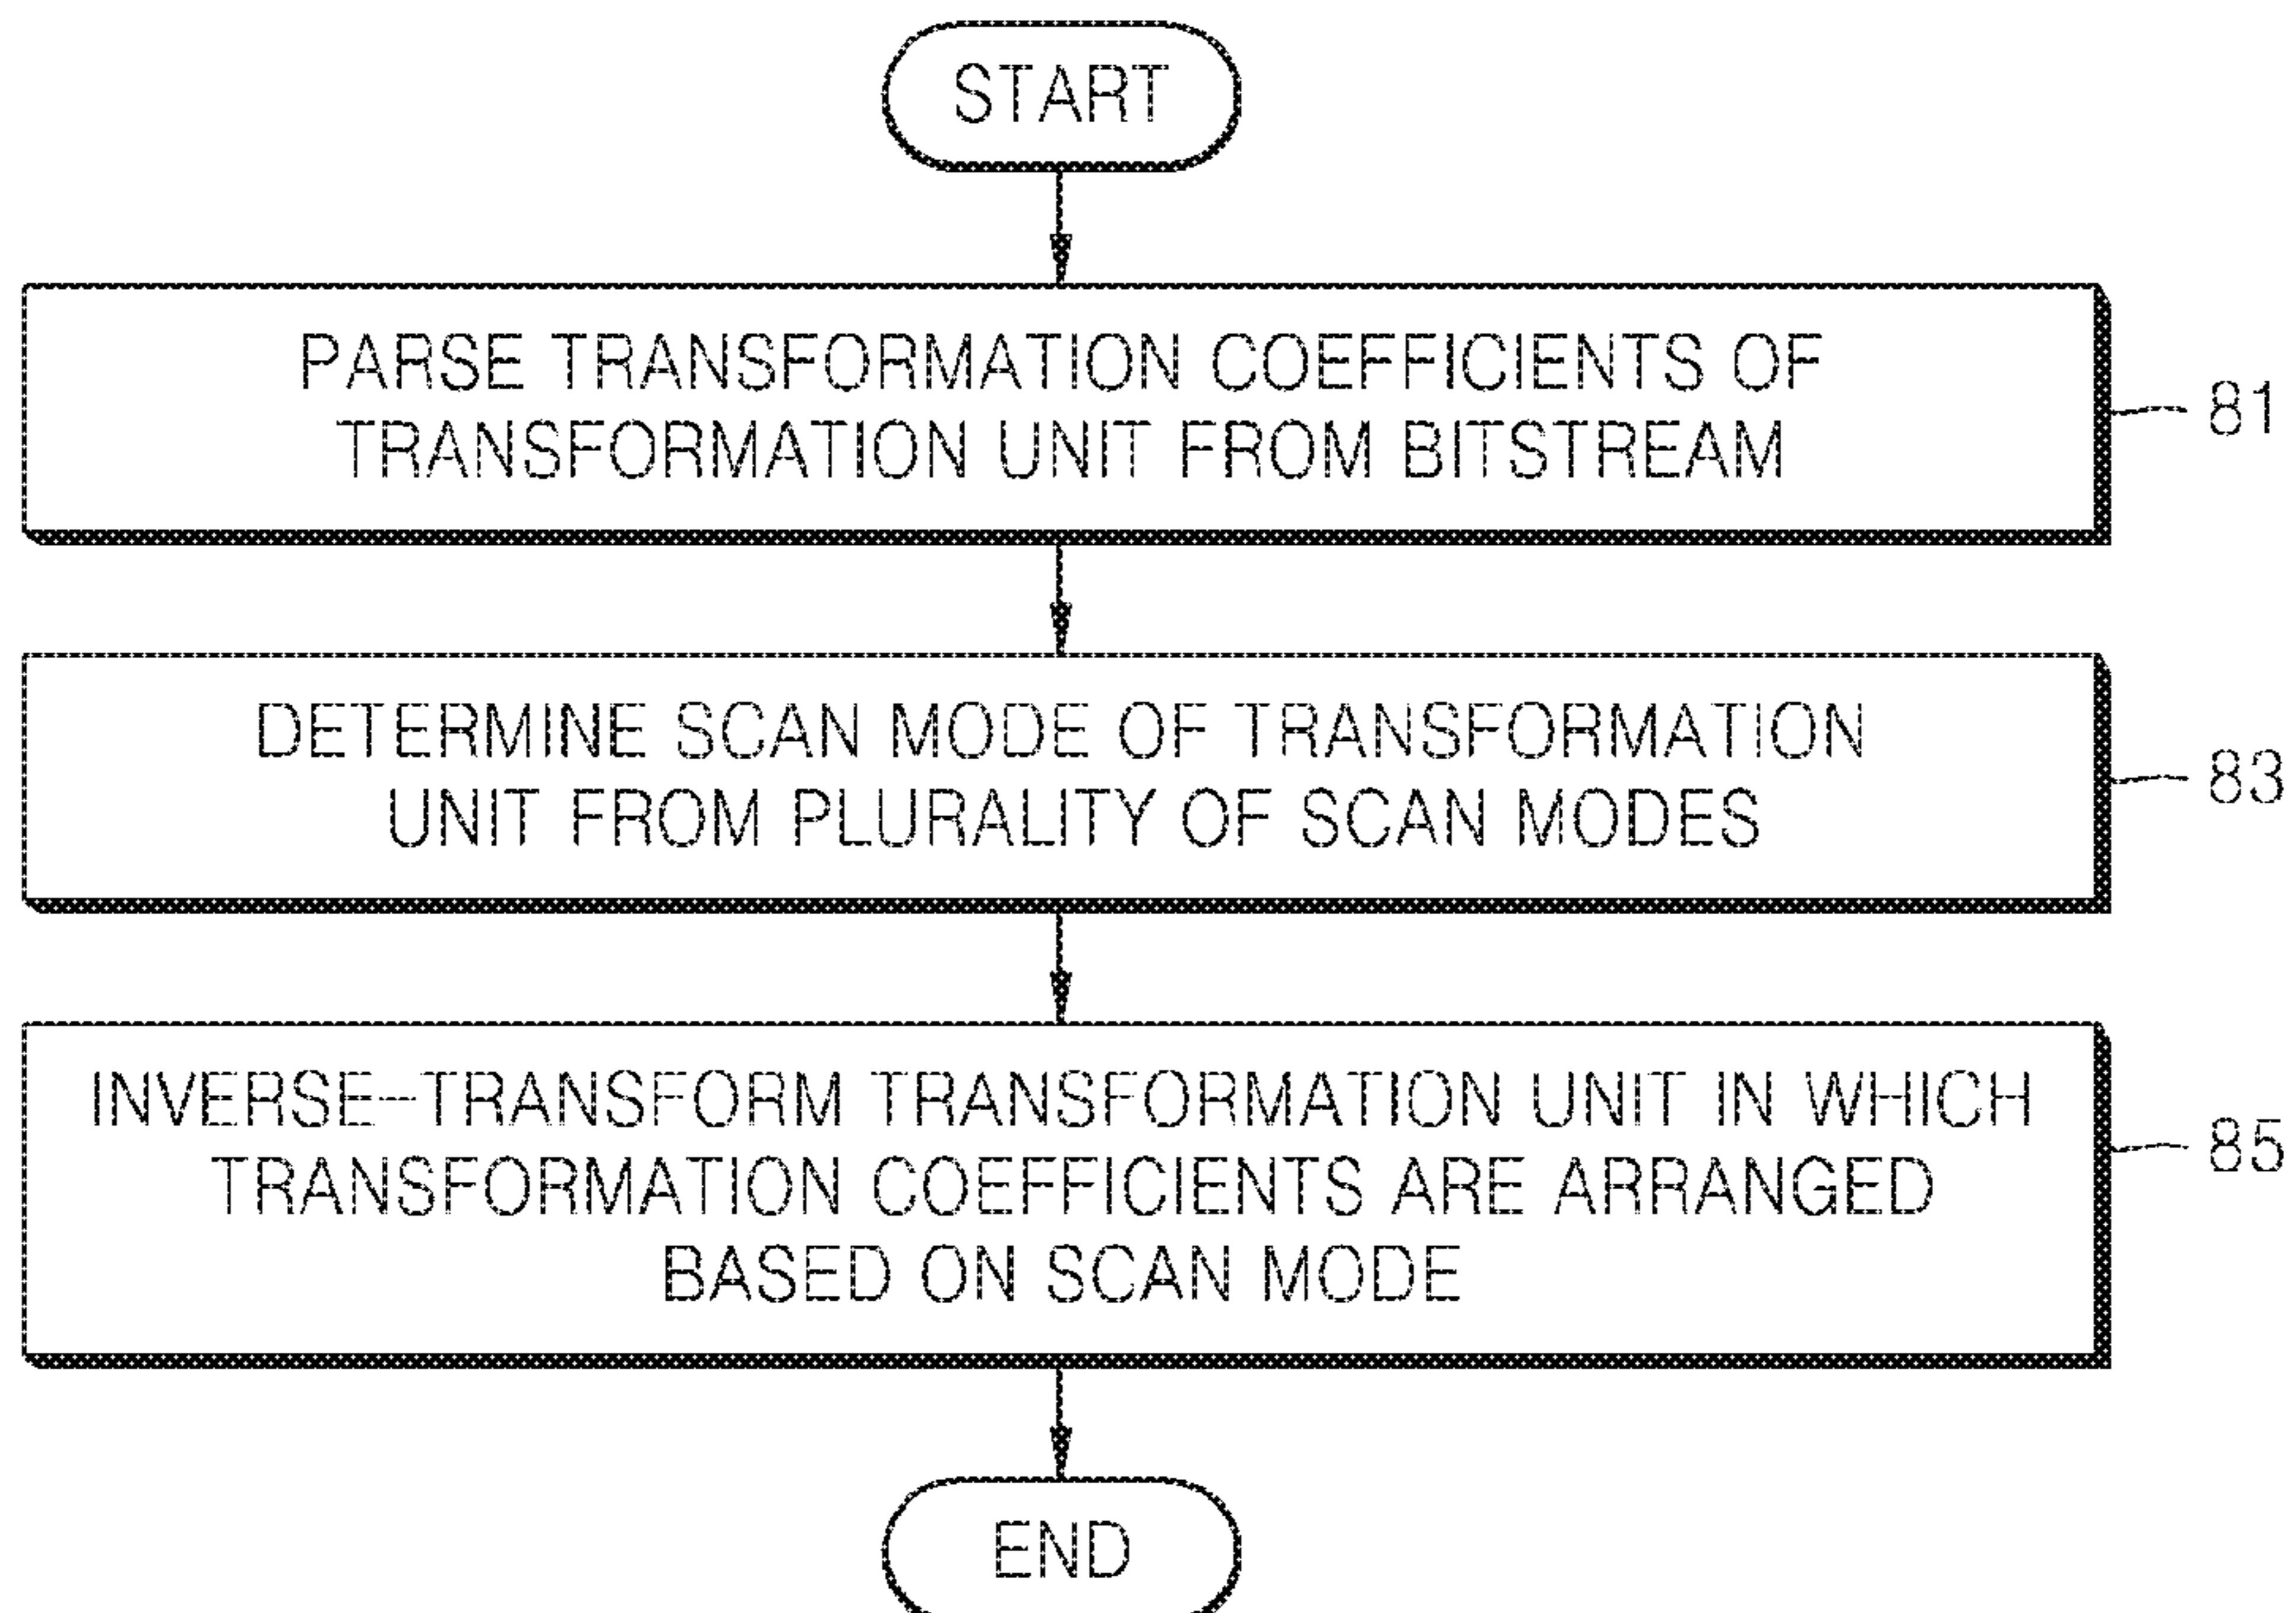 START
PARSE TRANSFORMATION COEFFICIENTS OF
TRANSFORMATION UNIT FROM BITSTREAM
81
DETERMINE SCAN MODE OF TRANSFORMATION
UNIT FROM PLURALITY OF SCAN MODES
83
INVERSE-TRANSFORM TRANSFORMATION UNIT IN WHICH
TRANSFORMATION COEFFICIENTS ARE ARRANGED
BASED ON SCAN MODE
85
END